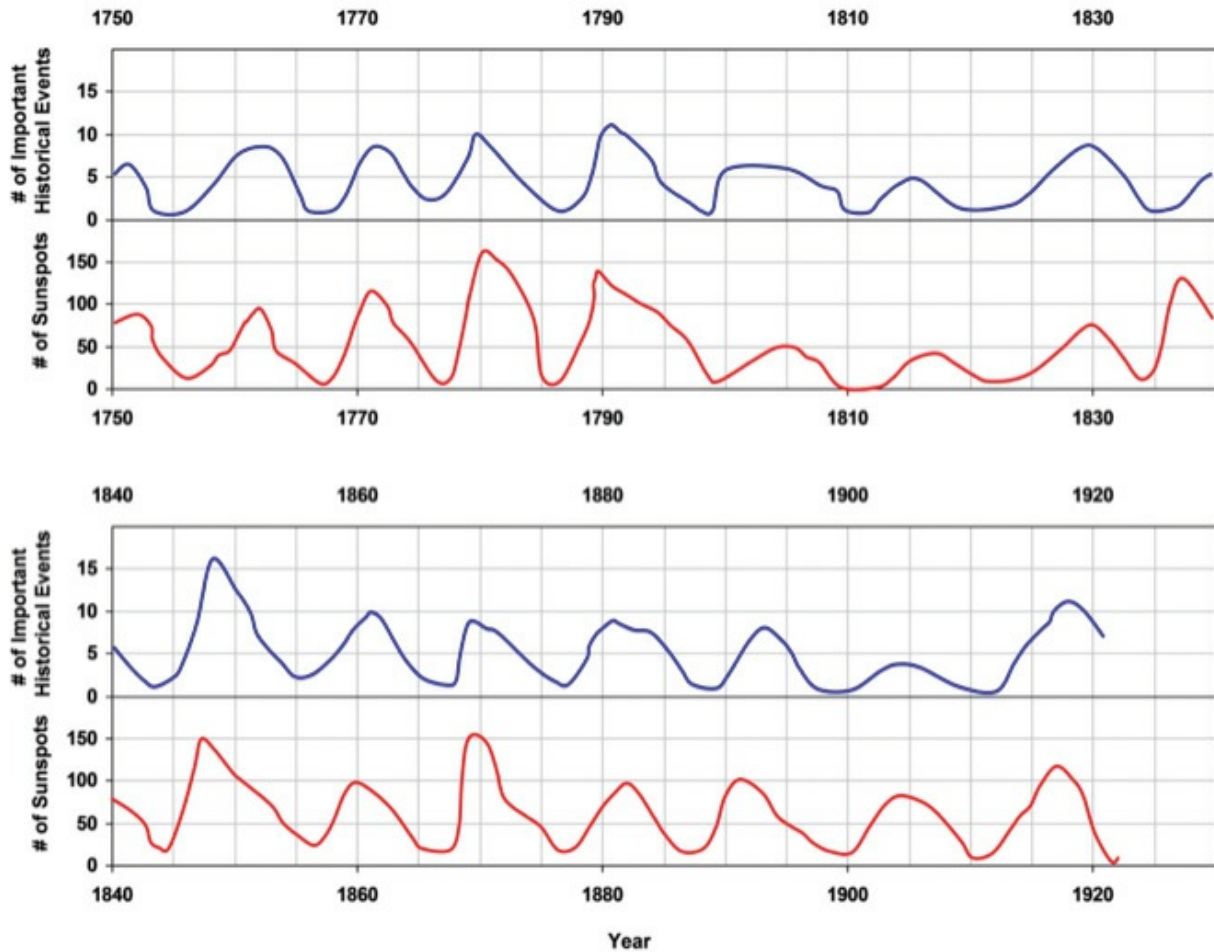 1750 1770 1790 1810 1830
# of Important
Historical Events
15
10
5
0
# of Sunspots
150
100
50
0
1750 1770 1790 1810 1830
1840 1860 1880 1900 1920
# of Important
Historical Events
15
10
5
0
# of Sunspots
150
100
50
0
1840 1860 1880 1900 1920
Year